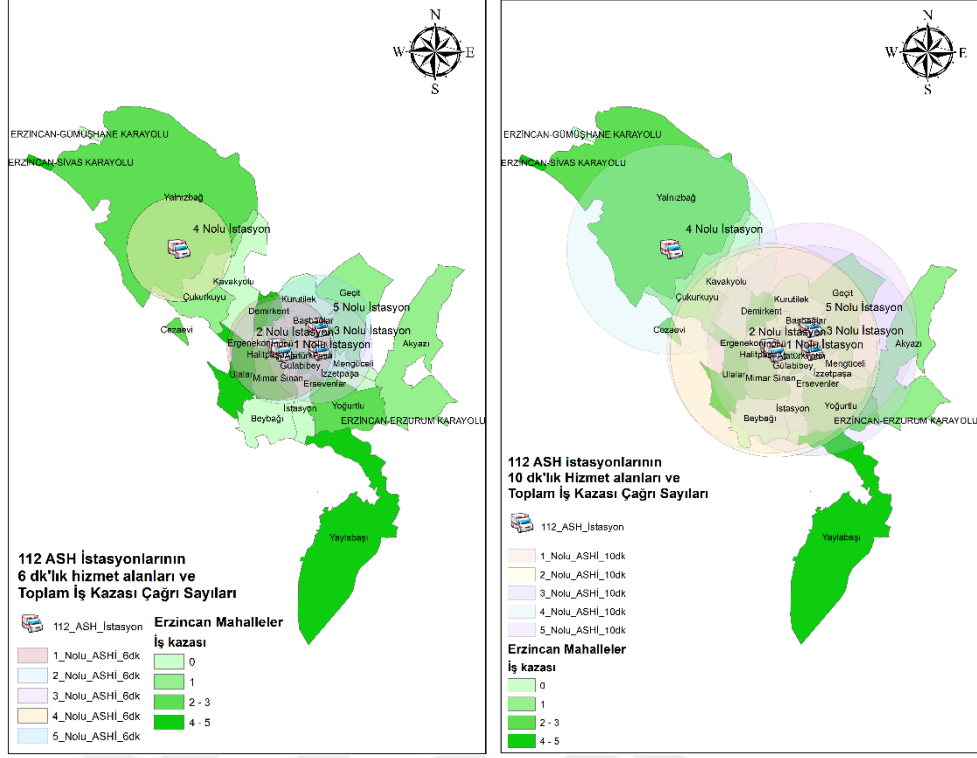 N
W
E
S
ERZİNCAN-GÜMÜŞHANE KARAYOLU
ERZİNCAN-SİVAS KARAYOLU
Yalnızbağ
4 Nolu İstasyon
Kavakyolu
Çukurkuyu
Kurutilek
Geçit
Demirkent
5 Nolu İstasyon
Başbağlar
Cezaevi
2 Nolu İstasyon
3 Nolu İstasyon
Ergenekon
1 Nolu İstasyon
Akyazı
Halitpaşa
Atatürk
Mengüceli
Gülabibey
Ulalar
Mimar Sinan
İzzetpaşa
Ersevenler
İstasyon
Yoğurtlu
Beybağı
ERZİNCAN-ERZURUM KARAYOLU
Yaylabaşı
112 ASH İstasyonlarının
6 dk'lık hizmet alanları ve
Toplam İş Kazası Çağrı Sayıları
112_ASH_İstasyon
1_Nolu_ASHİ_6dk
2_Nolu_ASHİ_6dk
3_Nolu_ASHİ_6dk
4_Nolu_ASHİ_6dk
5_Nolu_ASHİ_6dk
Erzincan Mahalleler
İş kazası
0
1
2 - 3
4 - 5
N
W
E
S
ERZİNCAN-GÜMÜŞHANE KARAYOLU
ERZİNCAN-SİVAS KARAYOLU
Yalnızbağ
4 Nolu İstasyon
Kavakyolu
Çukurkuyu
Kurutilek
Geçit
Demirkent
5 Nolu İstasyon
Başbağlar
Cezaevi
2 Nolu İstasyon
3 Nolu İstasyon
Ergenekon
1 Nolu İstasyon
Akyazı
Halitpaşa
Atatürk
Mengüceli
Gülabibey
Ulalar
Mimar Sinan
İzzetpaşa
Ersevenler
İstasyon
Yoğurtlu
Beybağı
ERZİNCAN-ERZURUM KARAYOLU
Yaylabaşı
112 ASH istasyonlarının
10 dk'lık Hizmet alanları ve
Toplam İş Kazası Çağrı Sayıları
112_ASH_İstasyon
1_Nolu_ASHİ_10dk
2_Nolu_ASHİ_10dk
3_Nolu_ASHİ_10dk
4_Nolu_ASHİ_10dk
5_Nolu_ASHİ_10dk
Erzincan Mahalleler
İş kazası
0
1
2 - 3
4 - 5